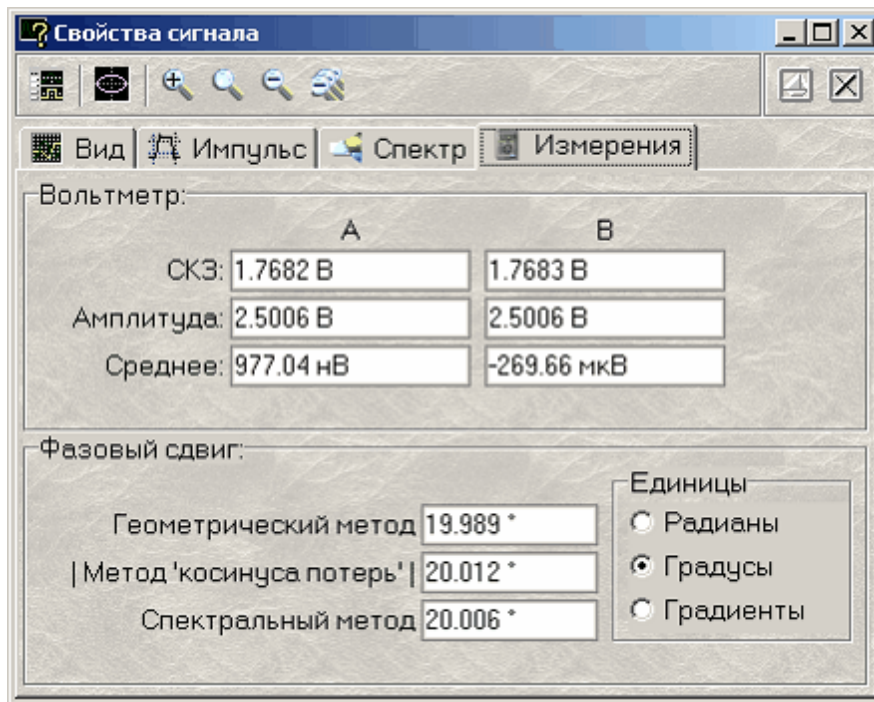 Свойства сигнала
Вид Импульс Спектр Измерения
Вольтметр:
A B
СКЗ: 1.7682 В 1.7683 В
Амплитуда: 2.5006 В 2.5006 В
Среднее: 977.04 нВ -269.66 мкВ
Фазовый сдвиг:
Единицы
Геометрический метод 19.989 °
Радианы
|Метод 'косинуса потерь'| 20.012 °
Градусы
Спектральный метод 20.006 °
Градиенты